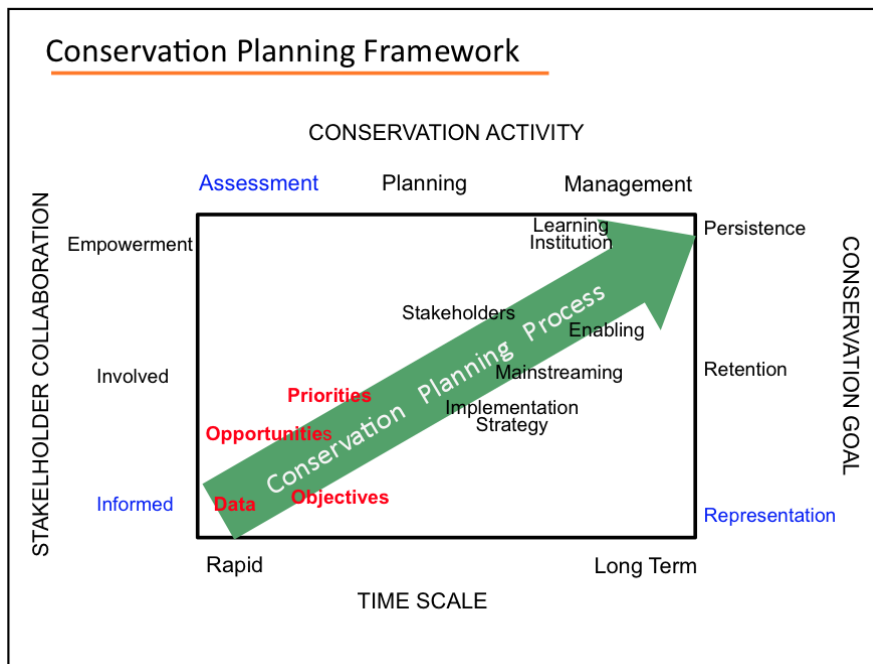 Conservation Planning Framework
CONSERVATION ACTIVITY
Assessment Planning Management
STAKELHOLDER COLLABORATION
Empowerment
Involved
Informed
Learning
Institution
Stakeholders
Enabling
Mainstreaming
Priorities
Implementation
Strategy
Opportunities
Data
Objectives
Conservation Planning Process
Persistence
Retention
Representation
CONSERVATION GOAL
Rapid Long Term
TIME SCALE